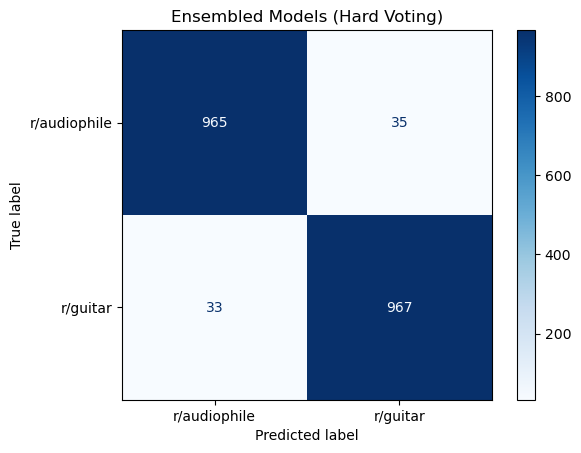 Ensembled Models (Hard Voting)
r/audiophile
965
35
r/guitar
33
967
True label
r/audiophile
r/guitar
Predicted label
800
600
400
200